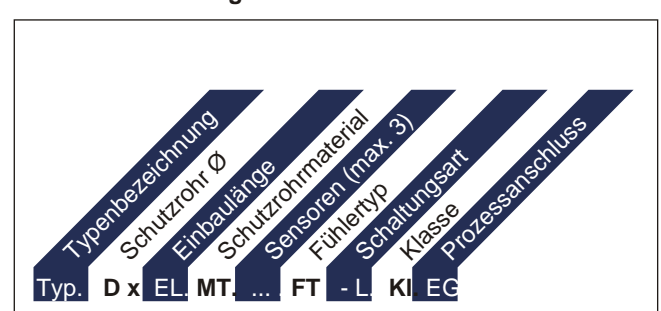 Typenbezeichnung
Schutzrohr Ø
Einbaulänge
Schutzrohrmaterial
Sensoren (max. 3)
Fühlertyp
Schaltungsart
Klasse
Prozessanschluss
Typ. D x EL. MT. ... . FT - L. Kl. EG